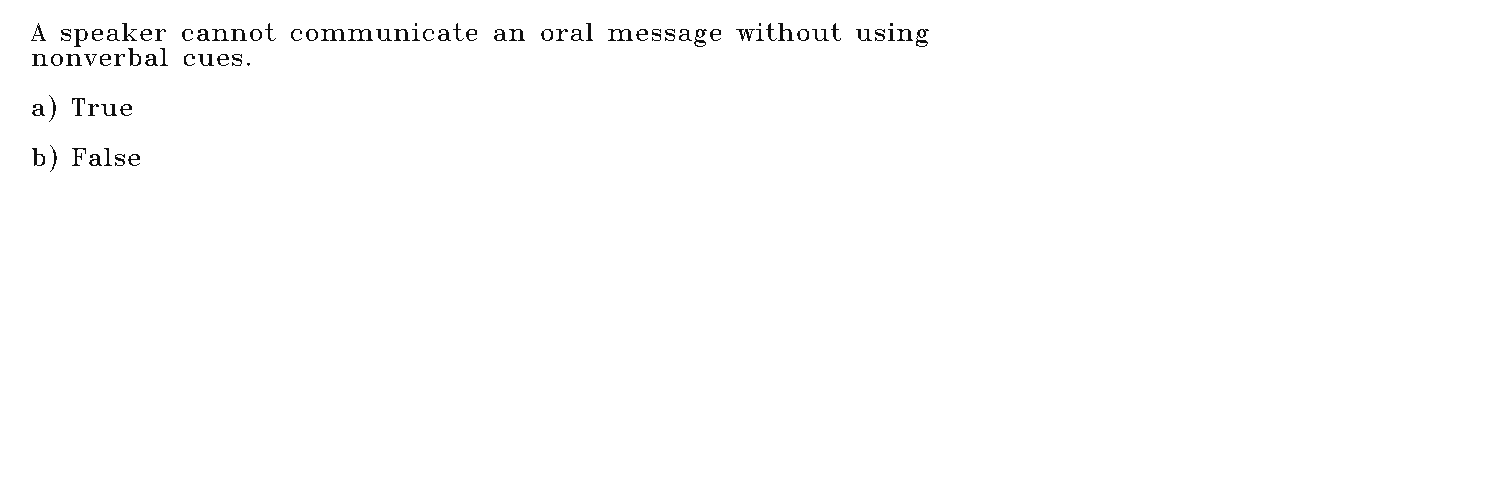 A speaker cannot communicate an oral message without using
nonverbal cues.
a) True
b) False